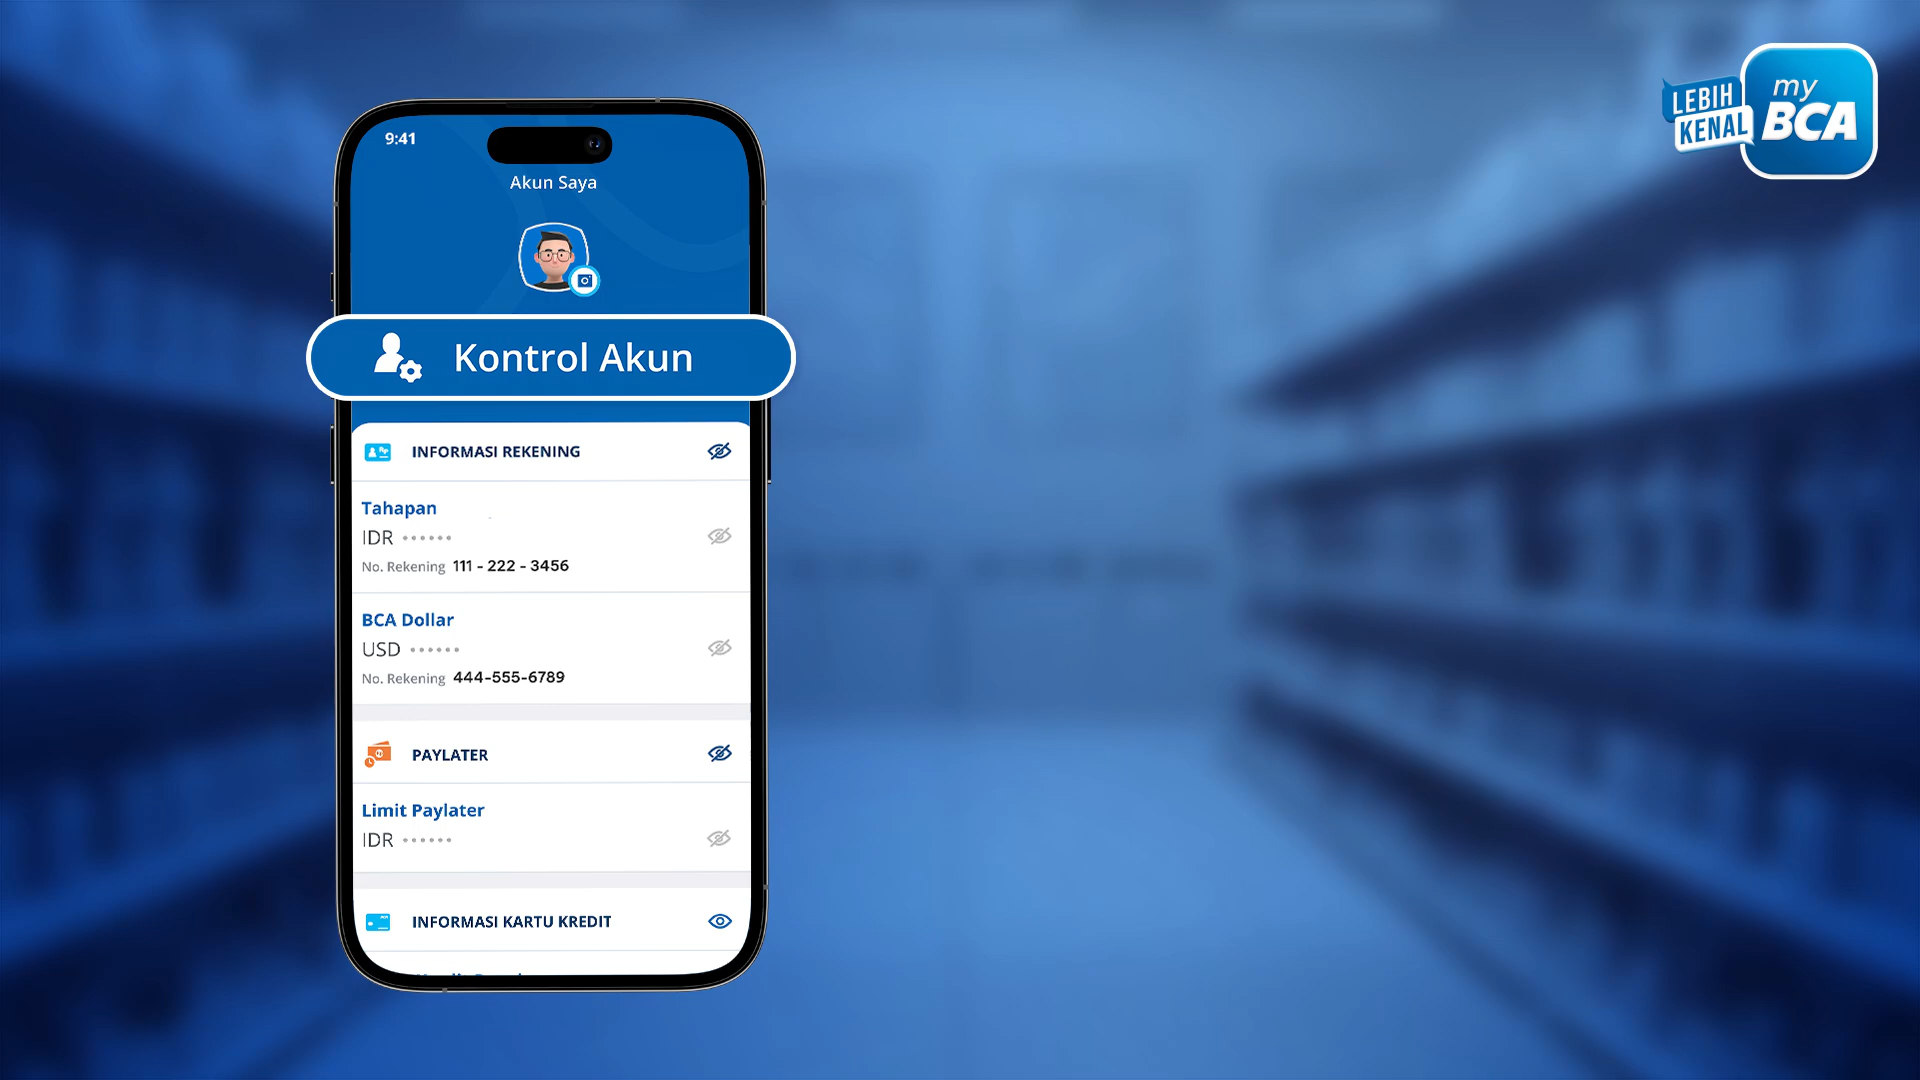 LEBIH
KENAL
my
BCA
9:41
Akun Saya
Kontrol Akun
INFORMASI REKENING
Tahapan
IDR ••••••
No. Rekening 111 - 222 - 3456
BCA Dollar
USD ••••••
No. Rekening 444-555-6789
PAYLATER
Limit Paylater
IDR ••••••
INFORMASI KARTU KREDIT